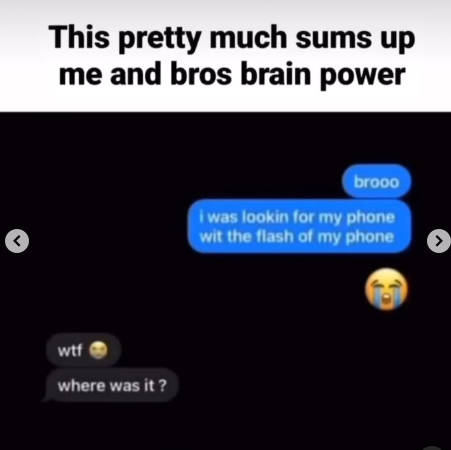 This pretty much sums up
me and bros brain power
brooo
i was lookin for my phone
wit the flash of my phone
😭
wtf 😭
where was it ?